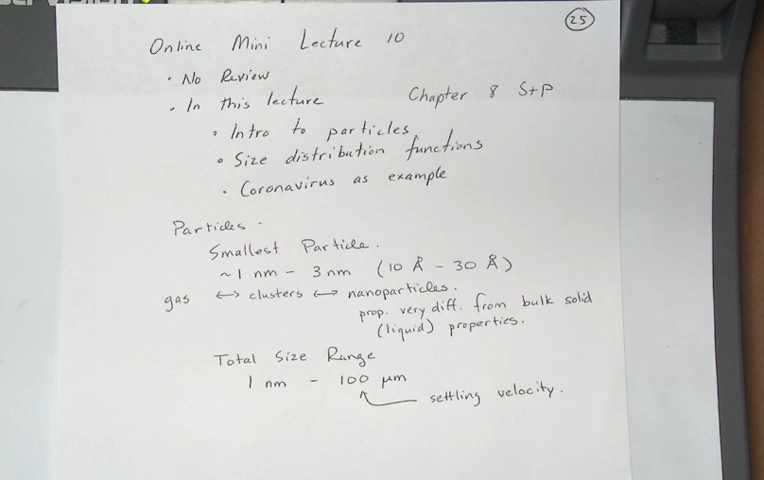 25
Online Mini Lecture 10
• No Review
• In this lecture Chapter 8 S+P
• Intro to particles
• Size distribution functions
• Coronavirus as example
Particles -
Smallest Particle.
~1 nm - 3 nm (10 Å - 30 Å)
gas ↔ clusters ↔ nanoparticles.
prop. very diff. from bulk solid
(liquid) properties.
Total Size Range
1 nm - 100 µm
settling velocity.